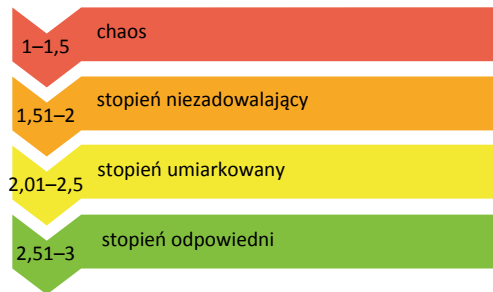 chaos
1–1,5
stopień niezadowalający
1,51–2
stopień umiarkowany
2,01–2,5
stopień odpowiedni
2,51–3